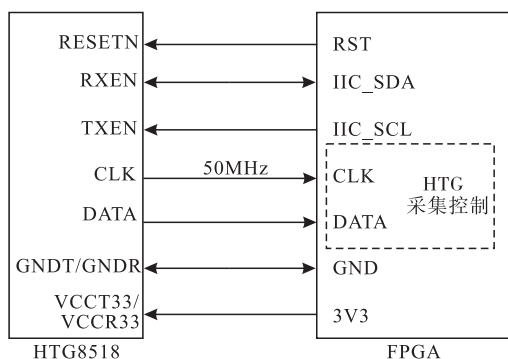 RESETN RST
RXEN IIC_SDA
TXEN IIC_SCL
CLK 50MHz CLK HTG
采集控制
DATA DATA
GNDT/GNDR GND
VCCT33/
VCCR33 3V3
HTG8518 FPGA